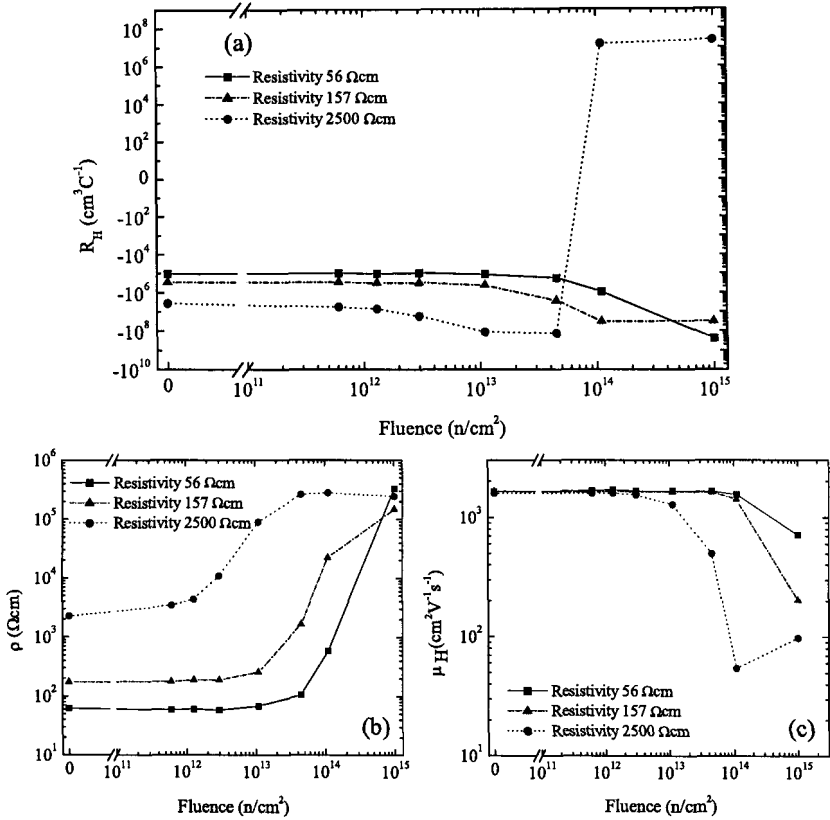 (a)
10^8
10^6
10^4
10^2
0
-10^2
-10^4
-10^6
-10^8
-10^10
R_H (cm^3C^-1)
Resistivity 56 Ωcm
Resistivity 157 Ωcm
Resistivity 2500 Ωcm
0 10^11 10^12 10^13 10^14 10^15
Fluence (n/cm^2)
10^6
10^5
10^4
10^3
10^2
10^1
ρ (Ωcm)
Resistivity 56 Ωcm
Resistivity 157 Ωcm
Resistivity 2500 Ωcm
(b)
0 10^11 10^12 10^13 10^14 10^15
Fluence (n/cm^2)
10^3
10^2
10^1
μ_H(cm^2V^-1s^-1)
Resistivity 56 Ωcm
Resistivity 157 Ωcm
Resistivity 2500 Ωcm
(c)
0 10^11 10^12 10^13 10^14 10^15
Fluence (n/cm^2)